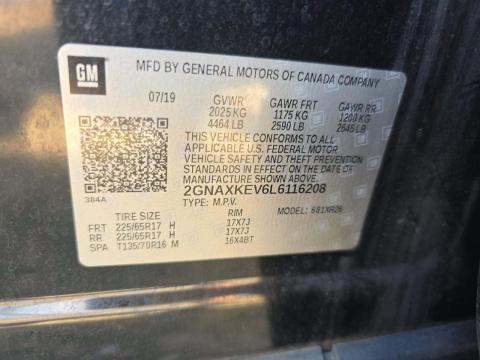 GM
MFD BY GENERAL MOTORS OF CANADA COMPANY
07/19 GVWR GAWR FRT GAWR RR
2025 KG 1175 KG 1200 KG
4464 LB 2590 LB 2645 LB
THIS VEHICLE CONFORMS TO ALL
APPLICABLE U.S. FEDERAL MOTOR
VEHICLE SAFETY AND THEFT PREVENTION
STANDARDS IN EFFECT ON THE DATE OF
MANUFACTURE SHOWN ABOVE.
2GNAXKEV6L6116208
384A TYPE: M.P.V. MODEL:
TIRE SIZE RIM
FRT 225/65R17 H 17X7J
RR 225/65R17 H 17X7J
SPA T135/70R16 M 16X4BT